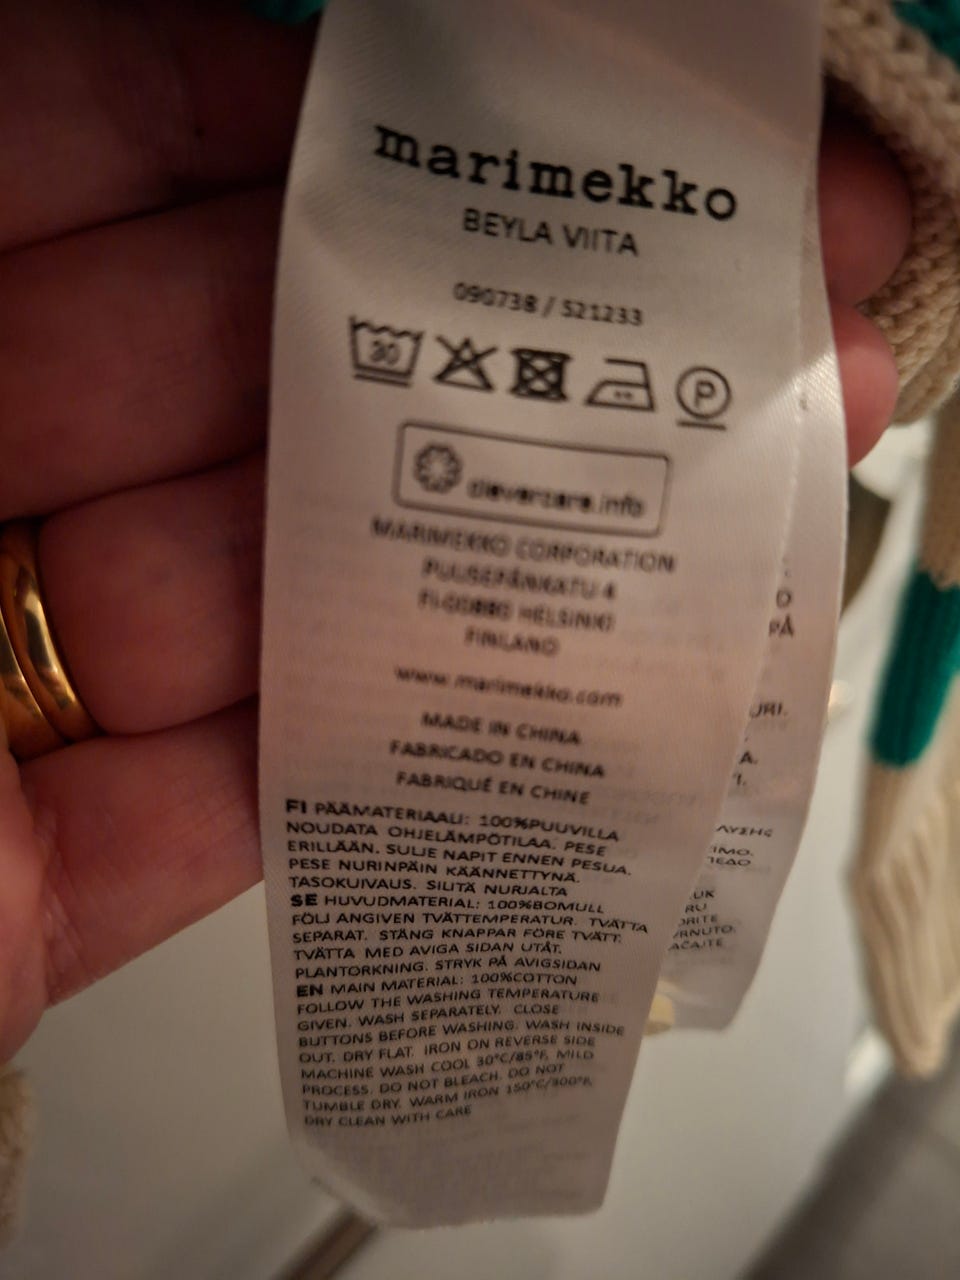 marimekko
BEYLA VIITA
090738 / 521233
30
P
clevercare.info
MARIMEKKO CORPORATION
PUUSEPÄNKATU 4
FI-00880 HELSINKI
FINLAND
www.marimekko.com
MADE IN CHINA
FABRICADO EN CHINA
FABRIQUÉ EN CHINE
FI PÄÄMATERIAALI: 100%PUUVILLA
NOUDATA OHJELÄMPÖTILAA. PESE
ERILLÄÄN. SULJE NAPIT ENNEN PESUA.
PESE NURINPÄIN KÄÄNNETTYNÄ.
TASOKUIVAUS. SILITÄ NURJALTA
SE HUVUDMATERIAL: 100%BOMULL
FÖLJ ANGIVEN TVÄTTEMPERATUR. TVÄTTA
SEPARAT. STÄNG KNAPPAR FÖRE TVÄTT.
TVÄTTA MED AVIGA SIDAN UTÅT.
PLANTORKNING. STRYK PÅ AVIGSIDAN
EN MAIN MATERIAL: 100%COTTON
FOLLOW THE WASHING TEMPERATURE
GIVEN. WASH SEPARATELY. CLOSE
BUTTONS BEFORE WASHING. WASH INSIDE
OUT. DRY FLAT. IRON ON REVERSE SIDE
MACHINE WASH COOL 30°C/85°F, MILD
PROCESS. DO NOT BLEACH. DO NOT
TUMBLE DRY. WARM IRON 150°C/300°F.
DRY CLEAN WITH CARE